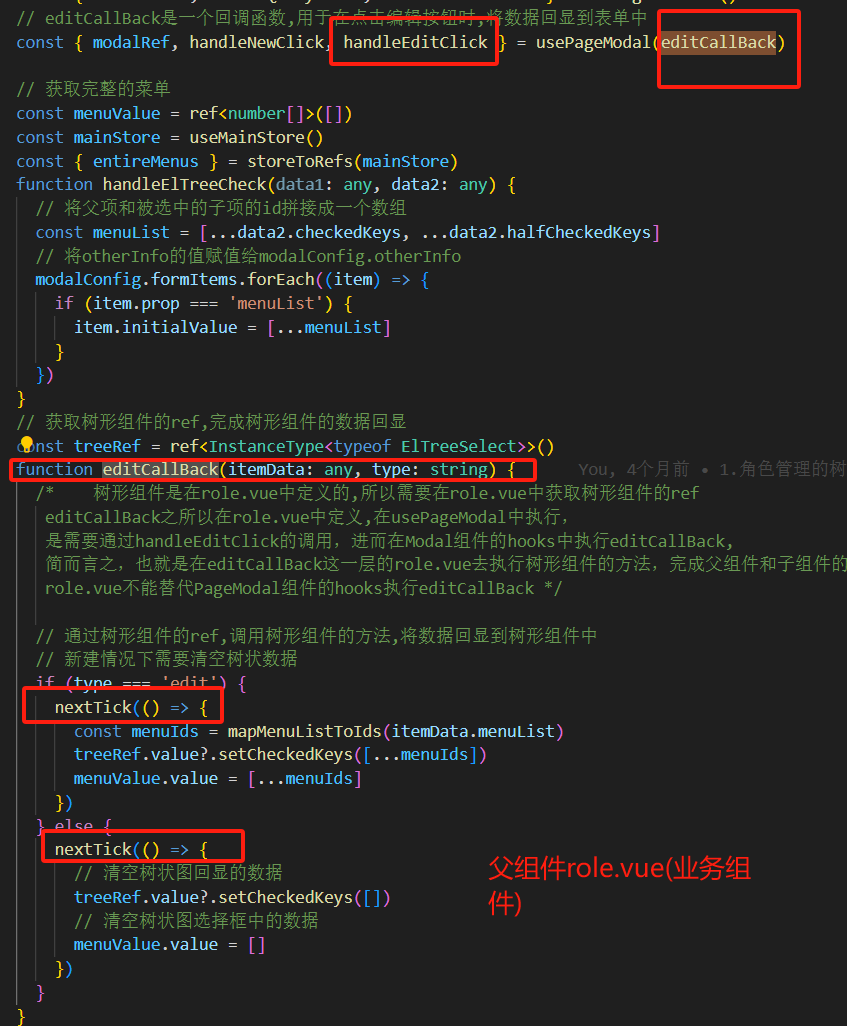 // editCallBack是一个回调函数,用于在点击编辑按钮时,将数据回显到表单中
const { modalRef, handleNewClick, handleEditClick } = usePageModal(editCallBack)
// 获取完整的菜单
const menuValue = ref<number[]>([])
const mainStore = useMainStore()
const { entireMenus } = storeToRefs(mainStore)
function handleElTreeCheck(data1: any, data2: any) {
// 将父项和被选中的子项的id拼接成一个数组
const menuList = [...data2.checkedKeys, ...data2.halfCheckedKeys]
// 将otherInfo的值赋值给modalConfig.otherInfo
modalConfig.formItems.forEach((item) => {
if (item.prop === 'menuList') {
item.initialValue = [...menuList]
}
})
}
// 获取树形组件的ref,完成树形组件的数据回显
const treeRef = ref<InstanceType<typeof ElTreeSelect>>()
function editCallBack(itemData: any, type: string) { You, 4个月前 • 1.角色管理的树
/* 树形组件是在role.vue中定义的,所以需要在role.vue中获取树形组件的ref
editCallBack之所以在role.vue中定义,在usePageModal中执行，
是需要通过handleEditClick的调用，进而在Modal组件的hooks中执行editCallBack,
简而言之，也就是在editCallBack这一层的role.vue去执行树形组件的方法，完成父组件和子组件的
role.vue不能替代PageModal组件的hooks执行editCallBack */
// 通过树形组件的ref,调用树形组件的方法,将数据回显到树形组件中
// 新建情况下需要清空树状数据
if (type === 'edit') {
nextTick(() => {
const menuIds = mapMenuListToIds(itemData.menuList)
treeRef.value?.setCheckedKeys([...menuIds])
menuValue.value = [...menuIds]
})
} else {
nextTick(() => {
// 清空树状图回显的数据
treeRef.value?.setCheckedKeys([])
// 清空树状图选择框中的数据
menuValue.value = []
})
}
}
父组件role.vue(业务组
件)